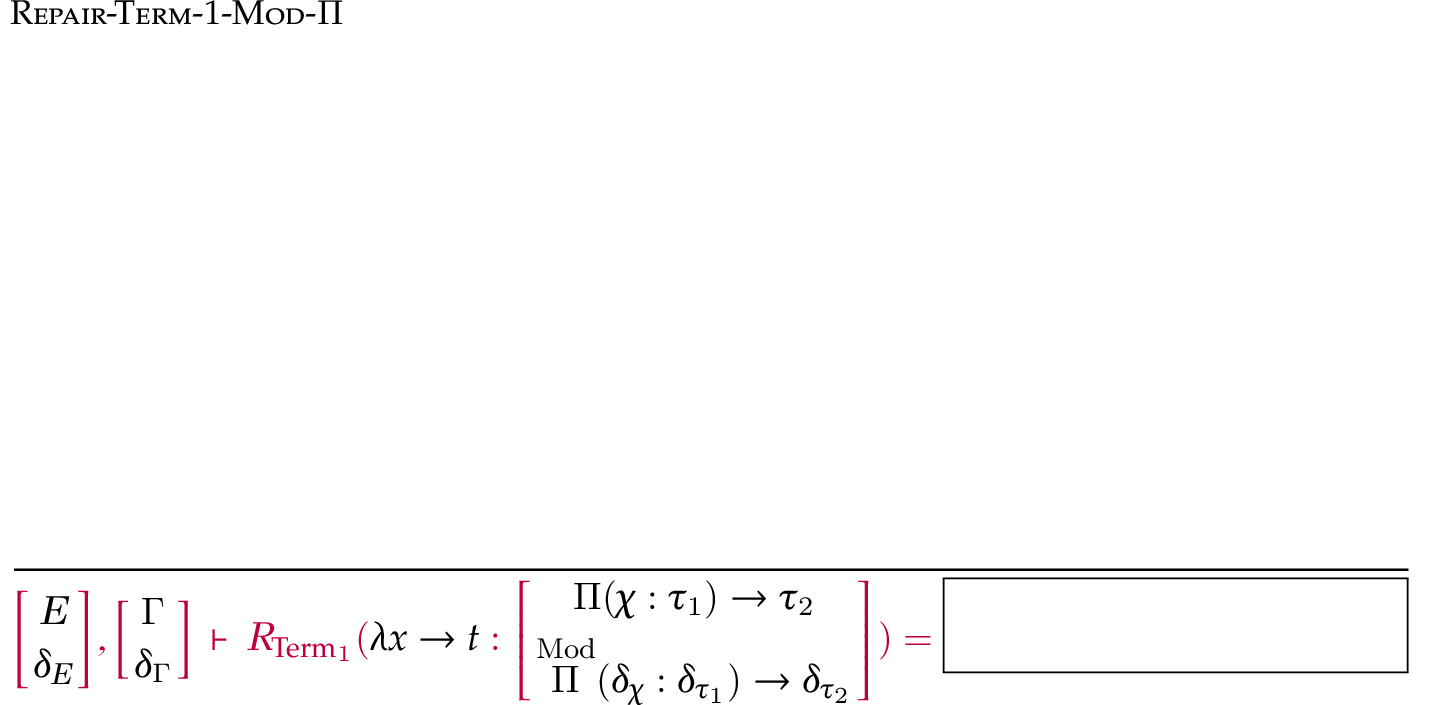 Repair-Term-1-Mod-Π
[E δ_E], [Γ δ_Γ] ⊢ R_Term₁(λx → t : [Π(χ : τ₁) → τ₂ Mod Π (δ_χ : δ_τ₁) → δ_τ₂]) =